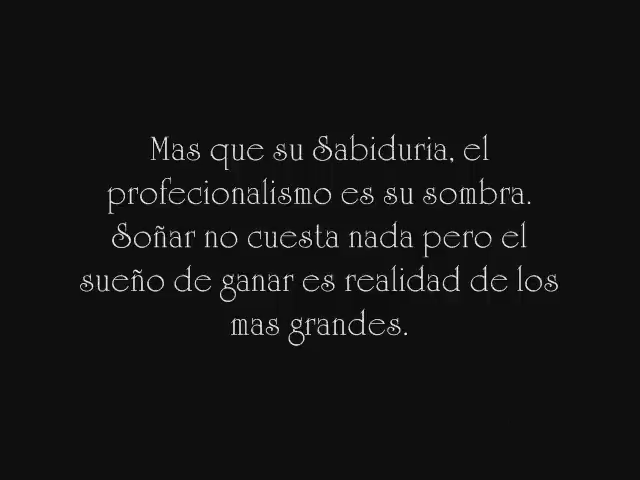 Mas que su Sabiduria, el
profecionalismo es su sombra.
Soñar no cuesta nada pero el
sueño de ganar es realidad de los
mas grandes.